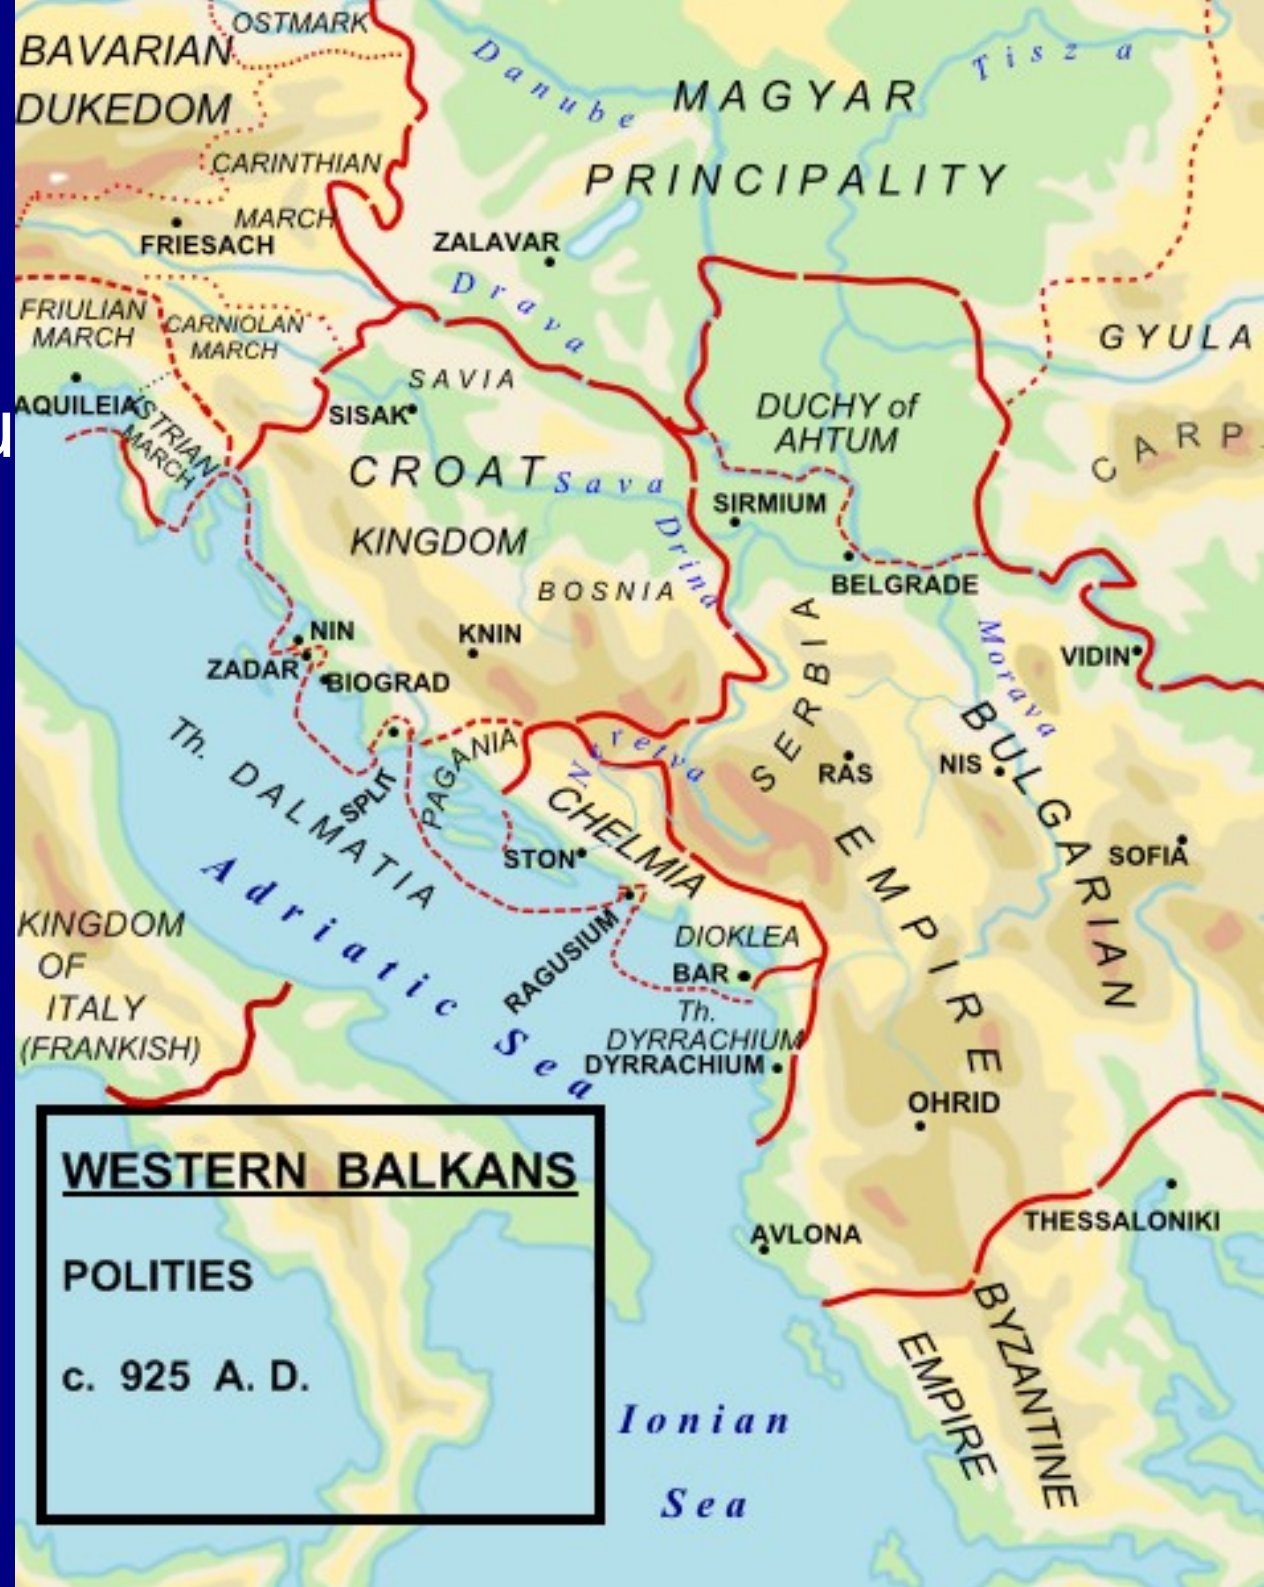 OSTMARK
BAVARIAN
DUKEDOM
Danube
Tisza
MAGYAR
PRINCIPALITY
CARINTHIAN
MARCH
FRIESACH
ZALAVAR
Drava
FRIULIAN
MARCH
CARNIOLAN
MARCH
GYULA
AQUILEIA
ISTRIAN
MARCH
SAVIA
SISAK
DUCHY of
AHTUM
CARP
CROAT
KINGDOM
Sava
Drina
SIRMIUM
BELGRADE
BOSNIA
SERBIA
Morava
VIDIN
NIN
KNIN
ZADAR
BIOGRAD
Th. DALMATIA
SPLIT
PAGANIA
Neretva
CHELMIA
STON
RAS
NIS
BULGARIAN
EMPIRE
SOFIA
Adriatic
Sea
RAGUSIUM
DIOKLEA
BAR
Th.
DYRRACHIUM
DYRRACHIUM
KINGDOM
OF
ITALY
(FRANKISH)
OHRID
THESSALONIKI
AVLONA
BYZANTINE
EMPIRE
Ionian
Sea
WESTERN BALKANS
POLITIES
c. 925 A. D.